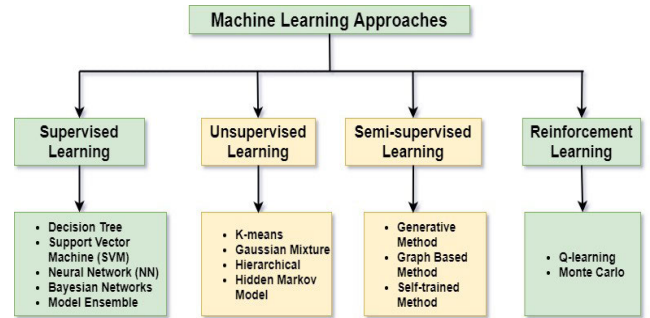 Machine Learning Approaches
Supervised
Learning
Unsupervised
Learning
Semi-supervised
Learning
Reinforcement
Learning
• Decision Tree
• Support Vector
Machine (SVM)
• Neural Network (NN)
• Bayesian Networks
• Model Ensemble
• K-means
• Gaussian Mixture
• Hierarchical
• Hidden Markov
Model
• Generative
Method
• Graph Based
Method
• Self-trained
Method
• Q-learning
• Monte Carlo